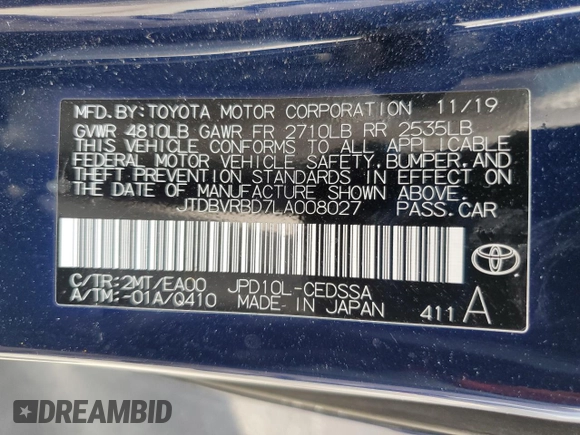 MFD.BY:TOYOTA MOTOR CORPORATION 11/19
GVWR 4810LB GAWR FR 2710LB RR 2535LB
THIS VEHICLE CONFORMS TO ALL APPLICABLE
FEDERAL MOTOR VEHICLE SAFETY, BUMPER, AND
THEFT PREVENTION STANDARDS IN EFFECT ON
THE DATE OF MANUFACTURE SHOWN ABOVE.
JTDBVRBD7LA008027 PASS.CAR
C/TR:2MT/EA00 JPD10L-CEDSSA
A/TM:-01A/Q410 MADE IN JAPAN 411A
TOYOTA
DREAMBID